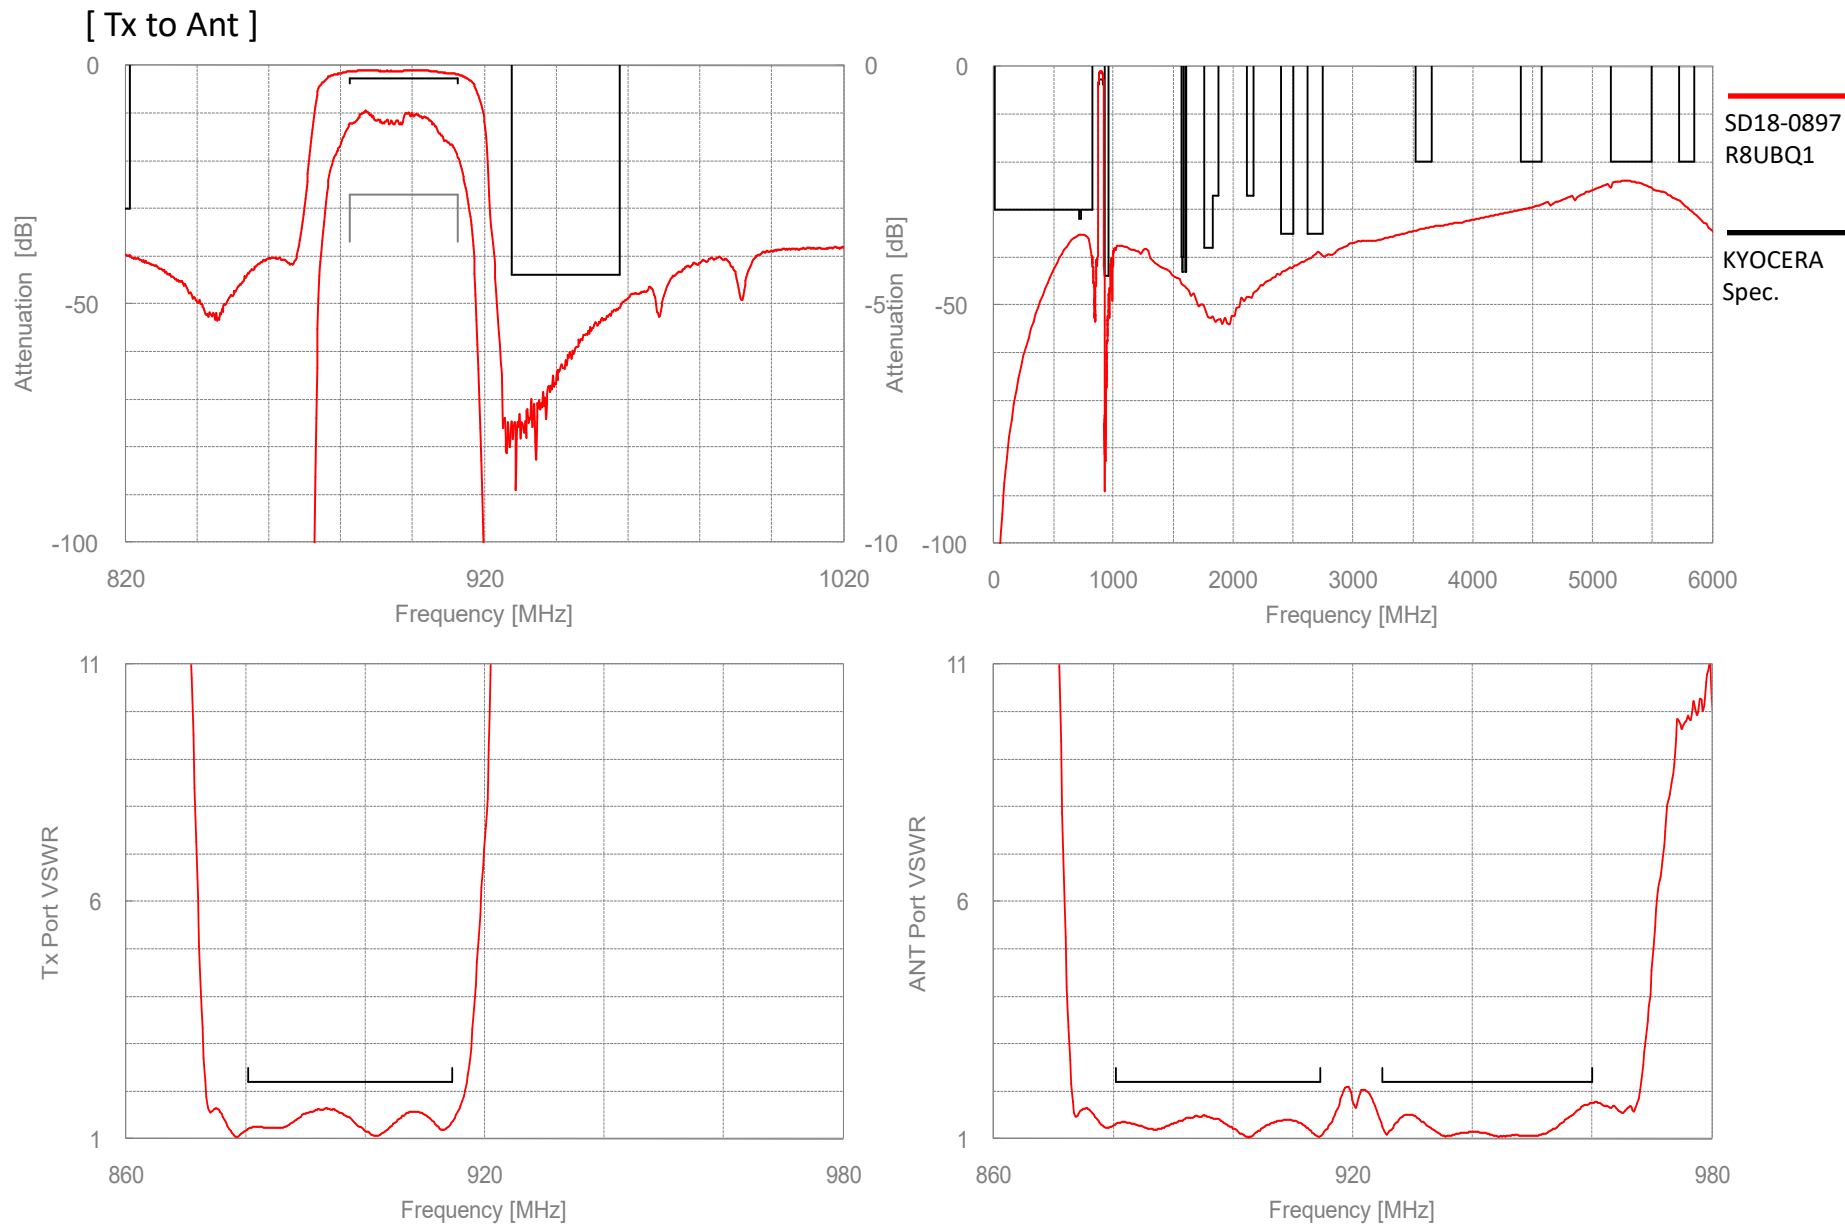 [ Tx to Ant ]
0
-50
-100
Attenuation [dB]
820
920
1020
Frequency [MHz]
0
-5
-10
Attenuation [dB]
0
-50
-100
0
1000
2000
3000
4000
5000
6000
Frequency [MHz]
SD18-0897
R8UBQ1
KYOCERA
Spec.
11
6
1
Tx Port VSWR
860
920
980
Frequency [MHz]
11
6
1
ANT Port VSWR
860
920
980
Frequency [MHz]